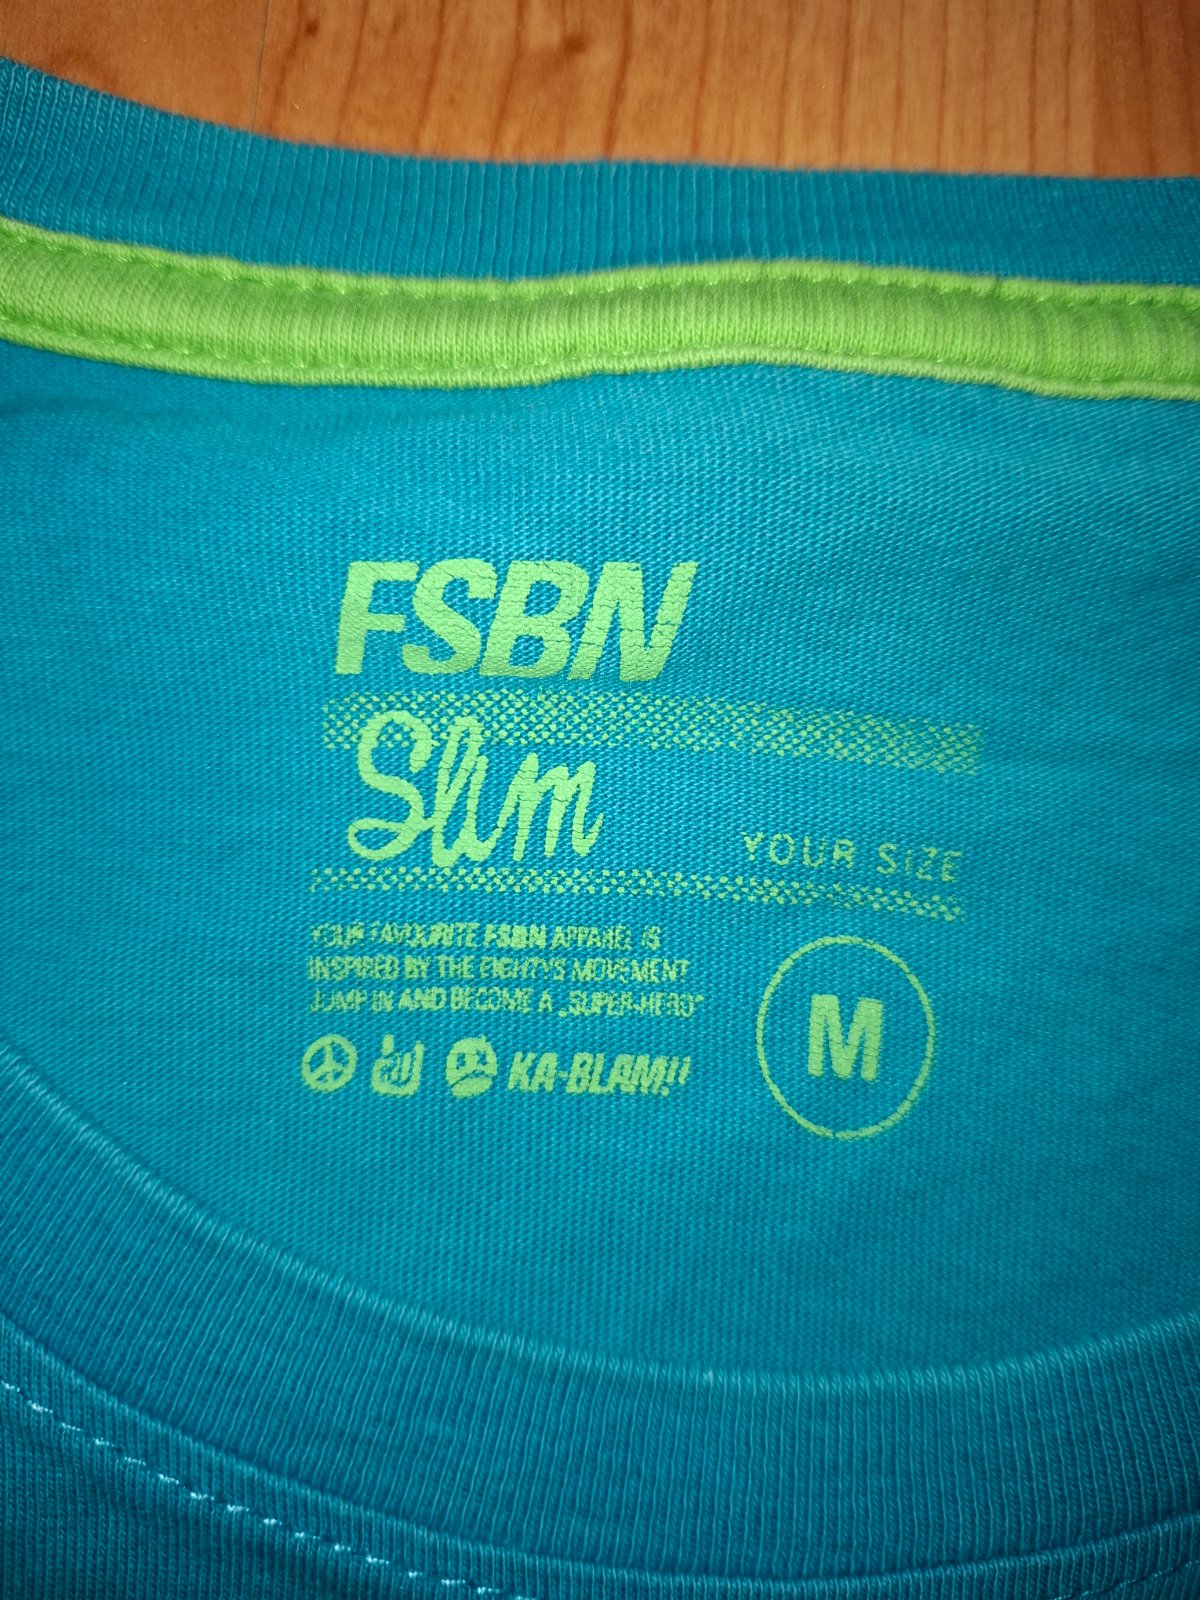 FSBN
Slim
YOUR SIZE
YOUR FAVOURITE FSBN APPAREL IS
INSPIRED BY THE EIGHTYS MOVEMENT
JUMP IN AND BECOME A „SUPER-HERO“
KA-BLAM!!
M